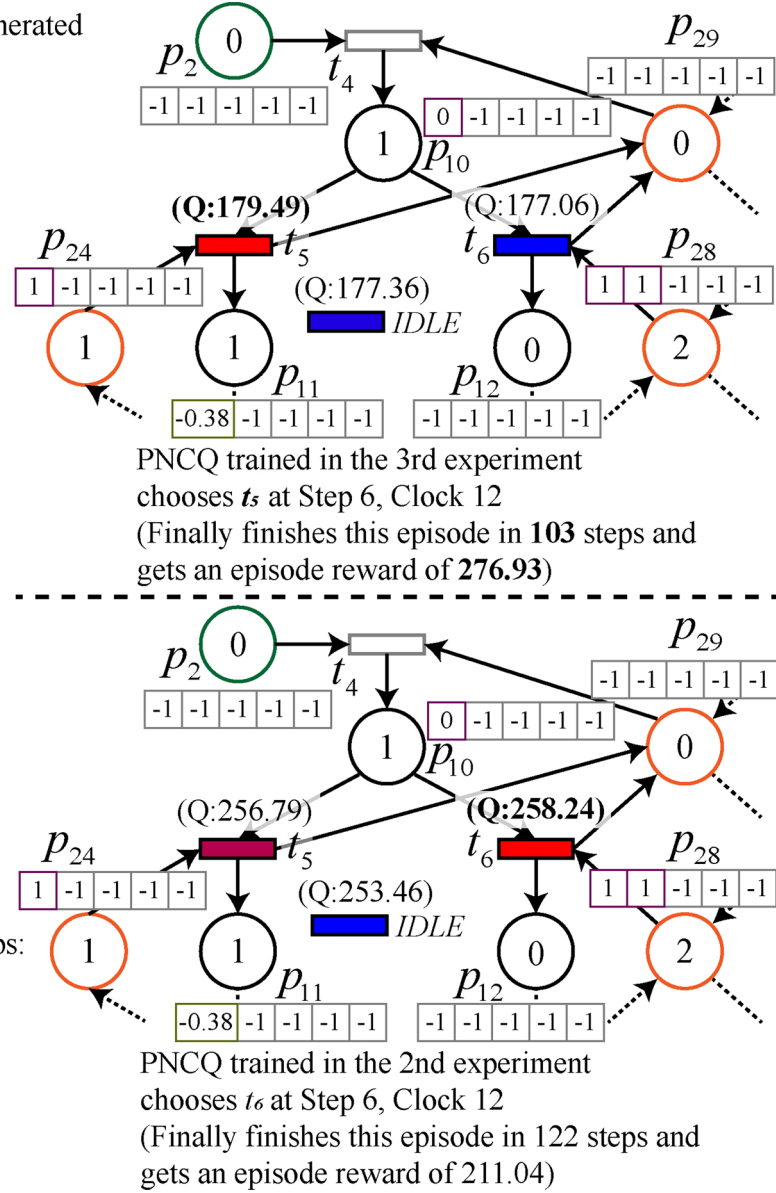 nerated
p2
0
t4
p29
-1 -1 -1 -1 -1
-1 -1 -1 -1 -1
0 -1 -1 -1 -1
1
p10
0
(Q:179.49)
(Q:177.06)
p24
t5
t6
p28
1 -1 -1 -1 -1
(Q:177.36)
1 1 -1 -1 -1
IDLE
1
1
0
2
p11
p12
-0.38 -1 -1 -1 -1
-1 -1 -1 -1 -1
PNCQ trained in the 3rd experiment
chooses t5 at Step 6, Clock 12
(Finally finishes this episode in 103 steps and
gets an episode reward of 276.93)
p2
0
t4
p29
-1 -1 -1 -1 -1
-1 -1 -1 -1 -1
0 -1 -1 -1 -1
1
p10
0
(Q:256.79)
(Q:258.24)
p24
t5
t6
p28
1 -1 -1 -1 -1
(Q:253.46)
1 1 -1 -1 -1
IDLE
ps:
1
1
0
2
p11
p12
-0.38 -1 -1 -1 -1
-1 -1 -1 -1 -1
PNCQ trained in the 2nd experiment
chooses t6 at Step 6, Clock 12
(Finally finishes this episode in 122 steps and
gets an episode reward of 211.04)